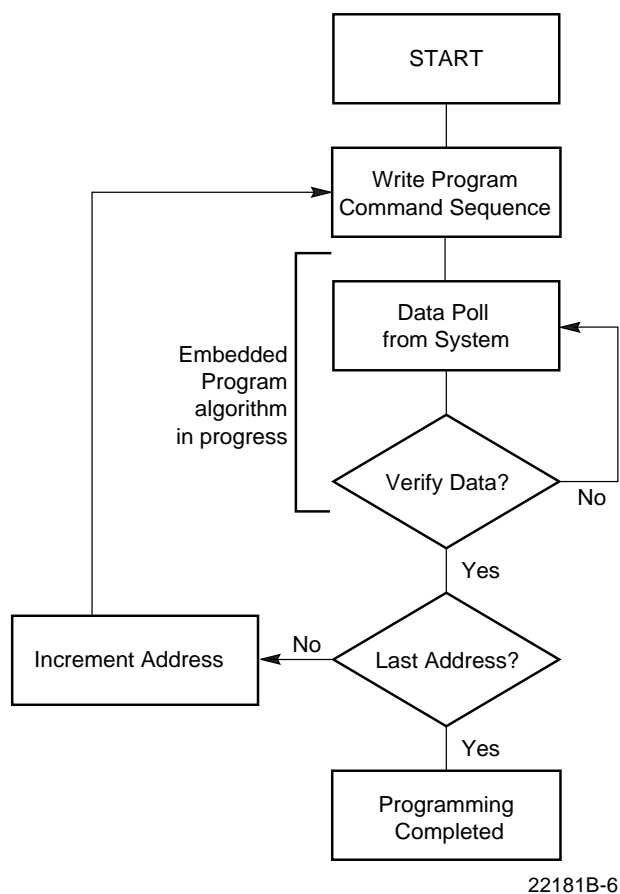 START
Write Program
Command Sequence
Data Poll
from System
Embedded
Program
algorithm
in progress
Verify Data?
No
Yes
No
Increment Address
Last Address?
Yes
Programming
Completed
22181B-6